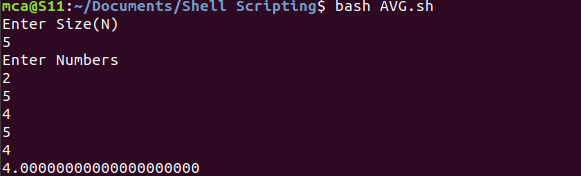 mca@S11:~/Documents/Shell Scripting$ bash AVG.sh
Enter Size(N)
5
Enter Numbers
2
5
4
5
4
4.00000000000000000000